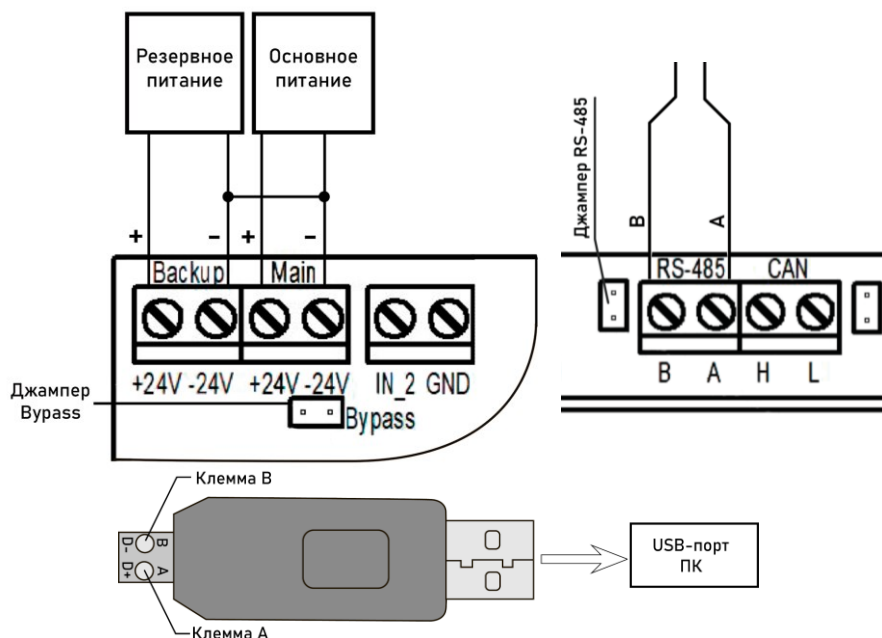 Резервное
питание
Основное
питание
+ − + −
Backup Main
+24V -24V +24V -24V IN_2 GND
Джампер
Bypass
Bypass
Джампер RS-485
B A
RS-485 CAN
B A H L
Клемма B
D- B
D+ A
Клемма A
USB-порт
ПК